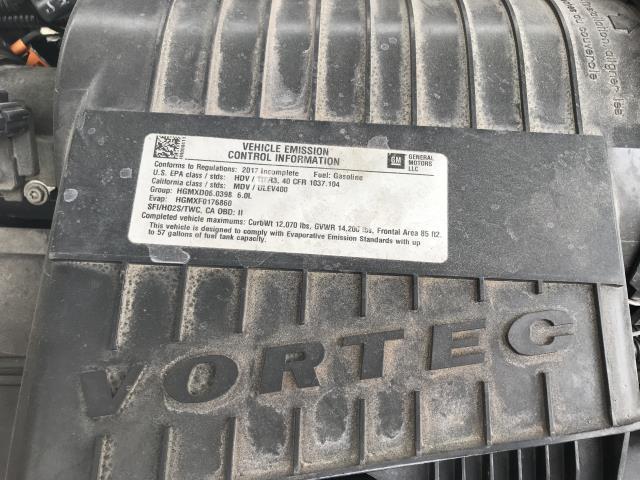 VEHICLE EMISSION
CONTROL INFORMATION
GM
GENERAL
MOTORS
LLC
Conforms to Regulations: 2017 Incomplete Fuel: Gasoline
U.S. EPA class / stds: HDV / 40 CFR 1037.104
California class / stds: MDV / ULEV400
Group: HGMXD06.0398 6.0L
Evap: HGMXF0176860
SFI/HO2S/TWC, CA OBD: II
Completed vehicle maximums: CurbWt 12,070 lbs, GVWR 14,200 lbs, Frontal Area 85 ft2.
This vehicle is designed to comply with Evaporative Emission Standards with up
to 57 gallons of fuel tank capacity.
VORTEC